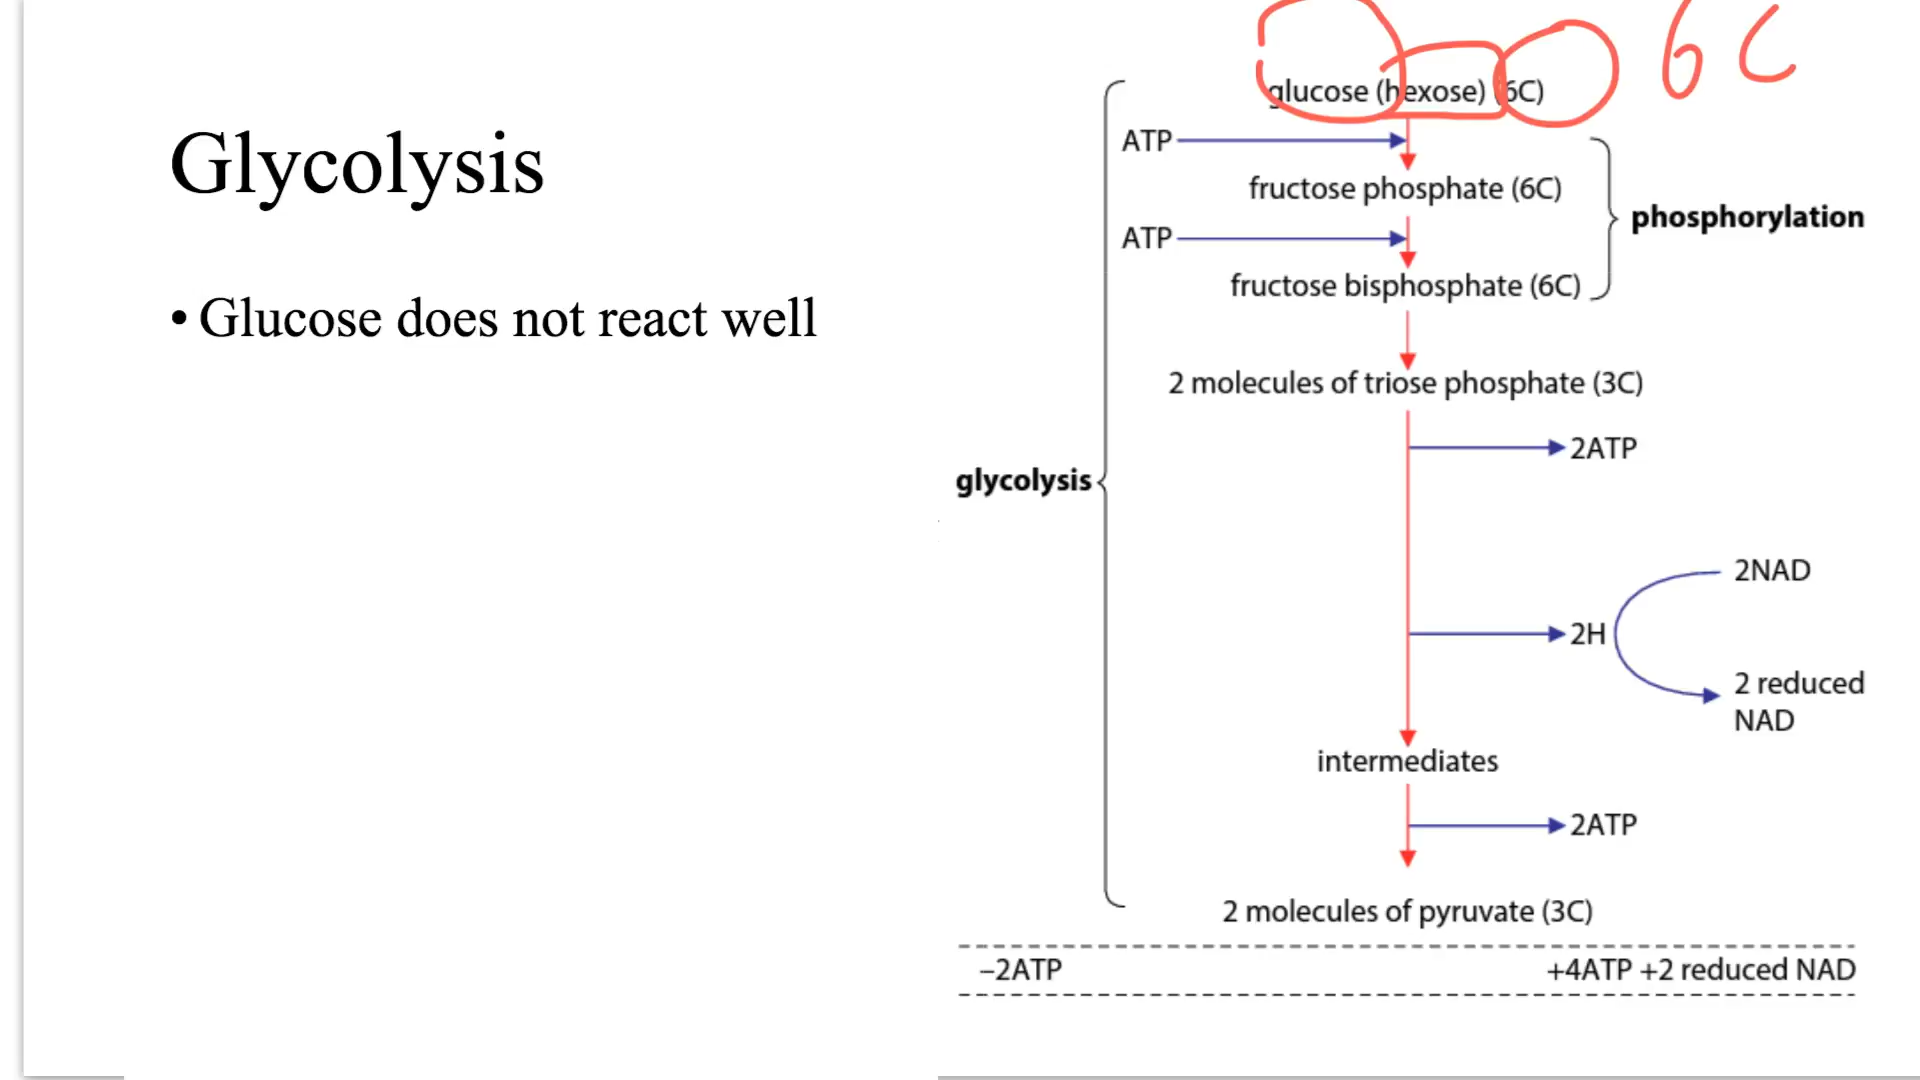 Glycolysis
• Glucose does not react well
6C
glucose (hexose) (6C)
ATP
fructose phosphate (6C)
phosphorylation
ATP
fructose bisphosphate (6C)
2 molecules of triose phosphate (3C)
2ATP
glycolysis
2NAD
2H
2 reduced
NAD
intermediates
2ATP
2 molecules of pyruvate (3C)
–2ATP
+4ATP +2 reduced NAD